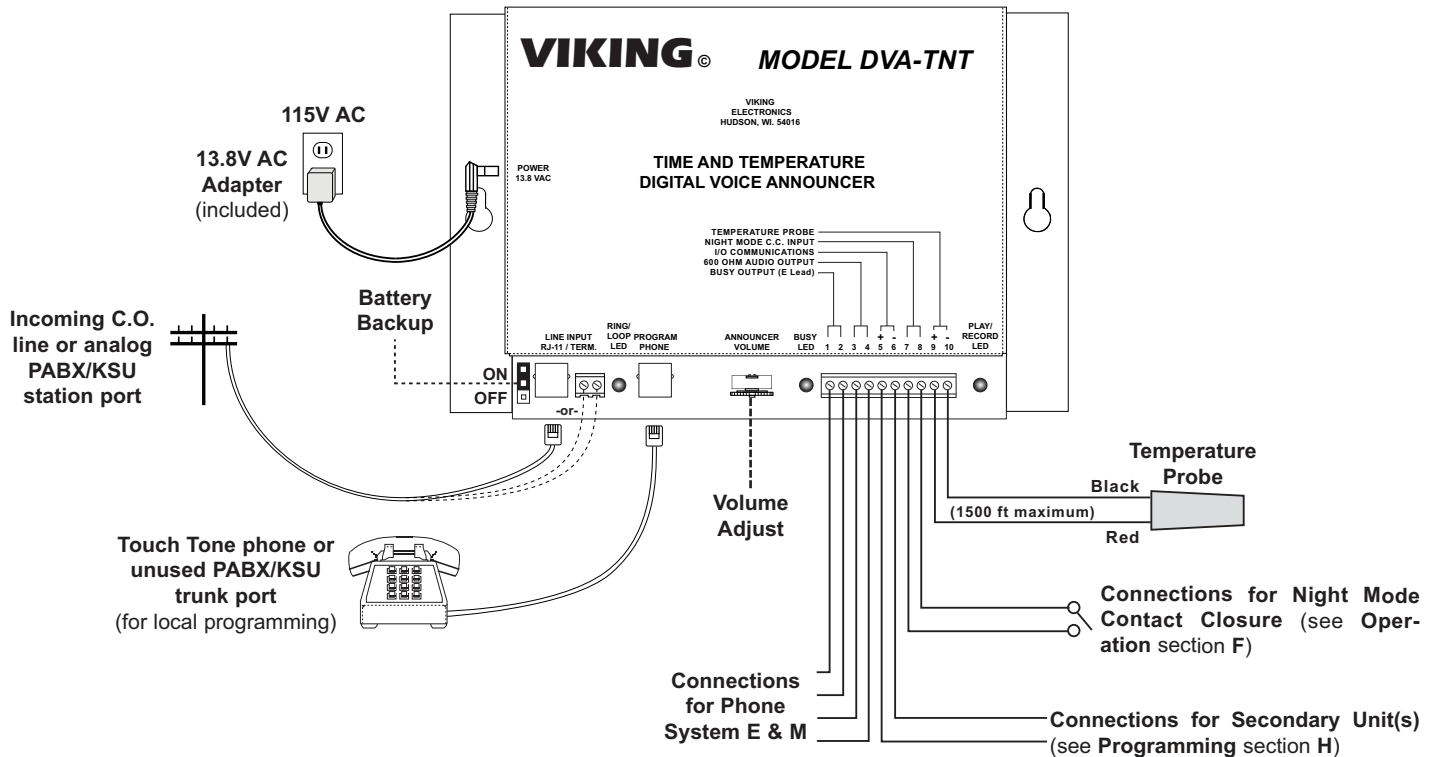 VIKING © MODEL DVA-TNT
VIKING
ELECTRONICS
HUDSON, WI. 54016
115V AC
13.8V AC
Adapter
(included)
POWER
13.8 VAC
TIME AND TEMPERATURE
DIGITAL VOICE ANNOUNCER
TEMPERATURE PROBE
NIGHT MODE C.C. INPUT
I/O COMMUNICATIONS
600 OHM AUDIO OUTPUT
BUSY OUTPUT (E Lead)
Battery
Backup
Incoming C.O.
line or analog
PABX/KSU
station port
LINE INPUT
RJ-11 / TERM.
RING/
LOOP
LED
PROGRAM
PHONE
ANNOUNCER
VOLUME
BUSY
LED
+ - + -
1 2 3 4 5 6 7 8 9 10
PLAY/
RECORD
LED
ON
OFF
-or-
Volume
Adjust
Temperature
Probe
Black
(1500 ft maximum)
Red
Touch Tone phone or
unused PABX/KSU
trunk port
(for local programming)
Connections for Night Mode
Contact Closure (see Oper-
ation section F)
Connections
for Phone
System E & M
Connections for Secondary Unit(s)
(see Programming section H)